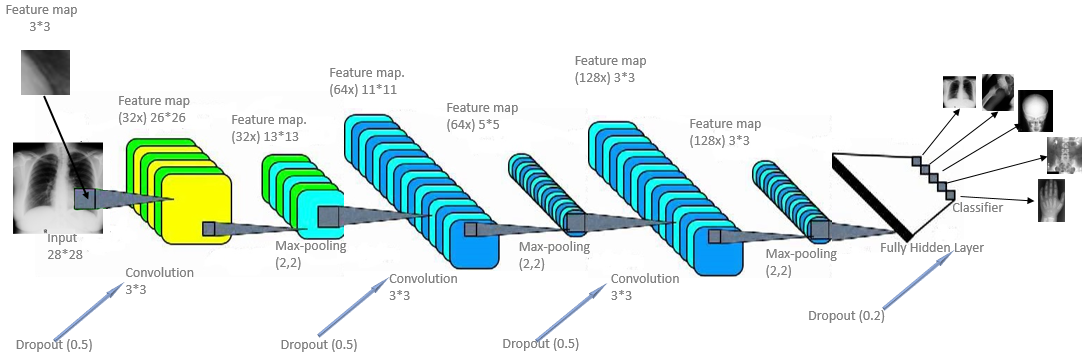 Feature map
3*3
Feature map
(32x) 26*26
Feature map.
(32x) 13*13
Feature map.
(64x) 11*11
Feature map
(64x) 5*5
Feature map
(128x) 3*3
Feature map
(128x) 3*3
Input
28*28
Convolution
3*3
Max-pooling
(2,2)
Convolution
3*3
Max-pooling
(2,2)
Convolution
3*3
Max-pooling
(2,2)
Fully Hidden Layer
Classifier
Dropout (0.5)
Dropout (0.5)
Dropout (0.5)
Dropout (0.2)